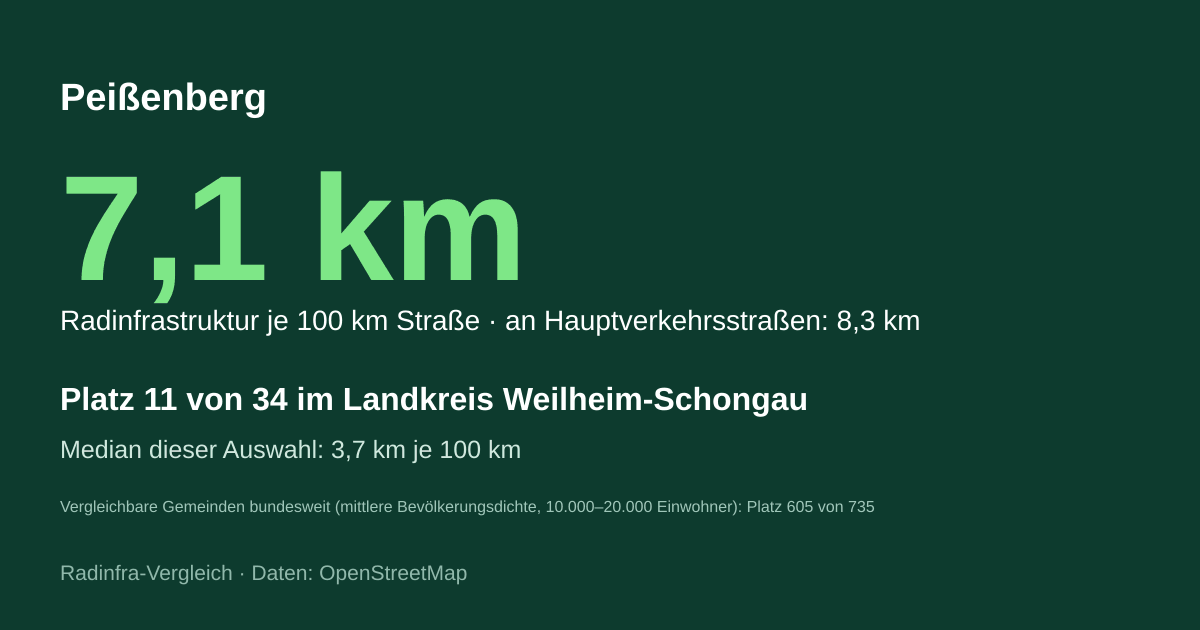 Peißenberg
7,1 km
Radinfrastruktur je 100 km Straße · an Hauptverkehrsstraßen: 8,3 km
Platz 11 von 34 im Landkreis Weilheim-Schongau
Median dieser Auswahl: 3,7 km je 100 km
Vergleichbare Gemeinden bundesweit (mittlere Bevölkerungsdichte, 10.000–20.000 Einwohner): Platz 605 von 735
Radinfra-Vergleich · Daten: OpenStreetMap